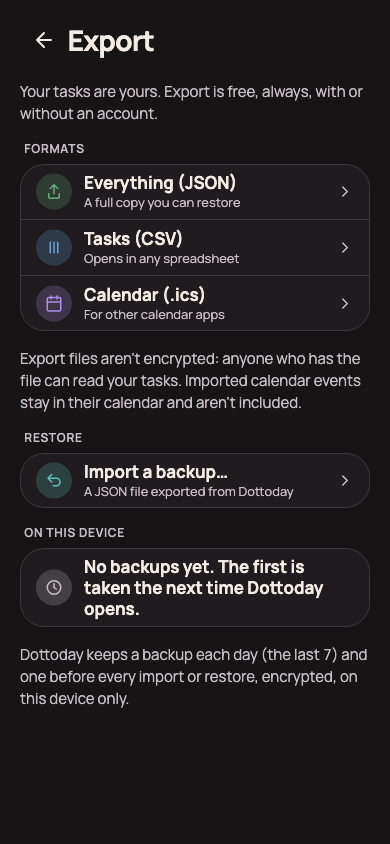 Export
Your tasks are yours. Export is free, always, with or
without an account.
FORMATS
Everything (JSON)
A full copy you can restore
Tasks (CSV)
Opens in any spreadsheet
Calendar (.ics)
For other calendar apps
Export files aren't encrypted: anyone who has the
file can read your tasks. Imported calendar events
stay in their calendar and aren't included.
RESTORE
Import a backup…
A JSON file exported from Dottoday
ON THIS DEVICE
No backups yet. The first is
taken the next time Dottoday
opens.
Dottoday keeps a backup each day (the last 7) and
one before every import or restore, encrypted, on
this device only.